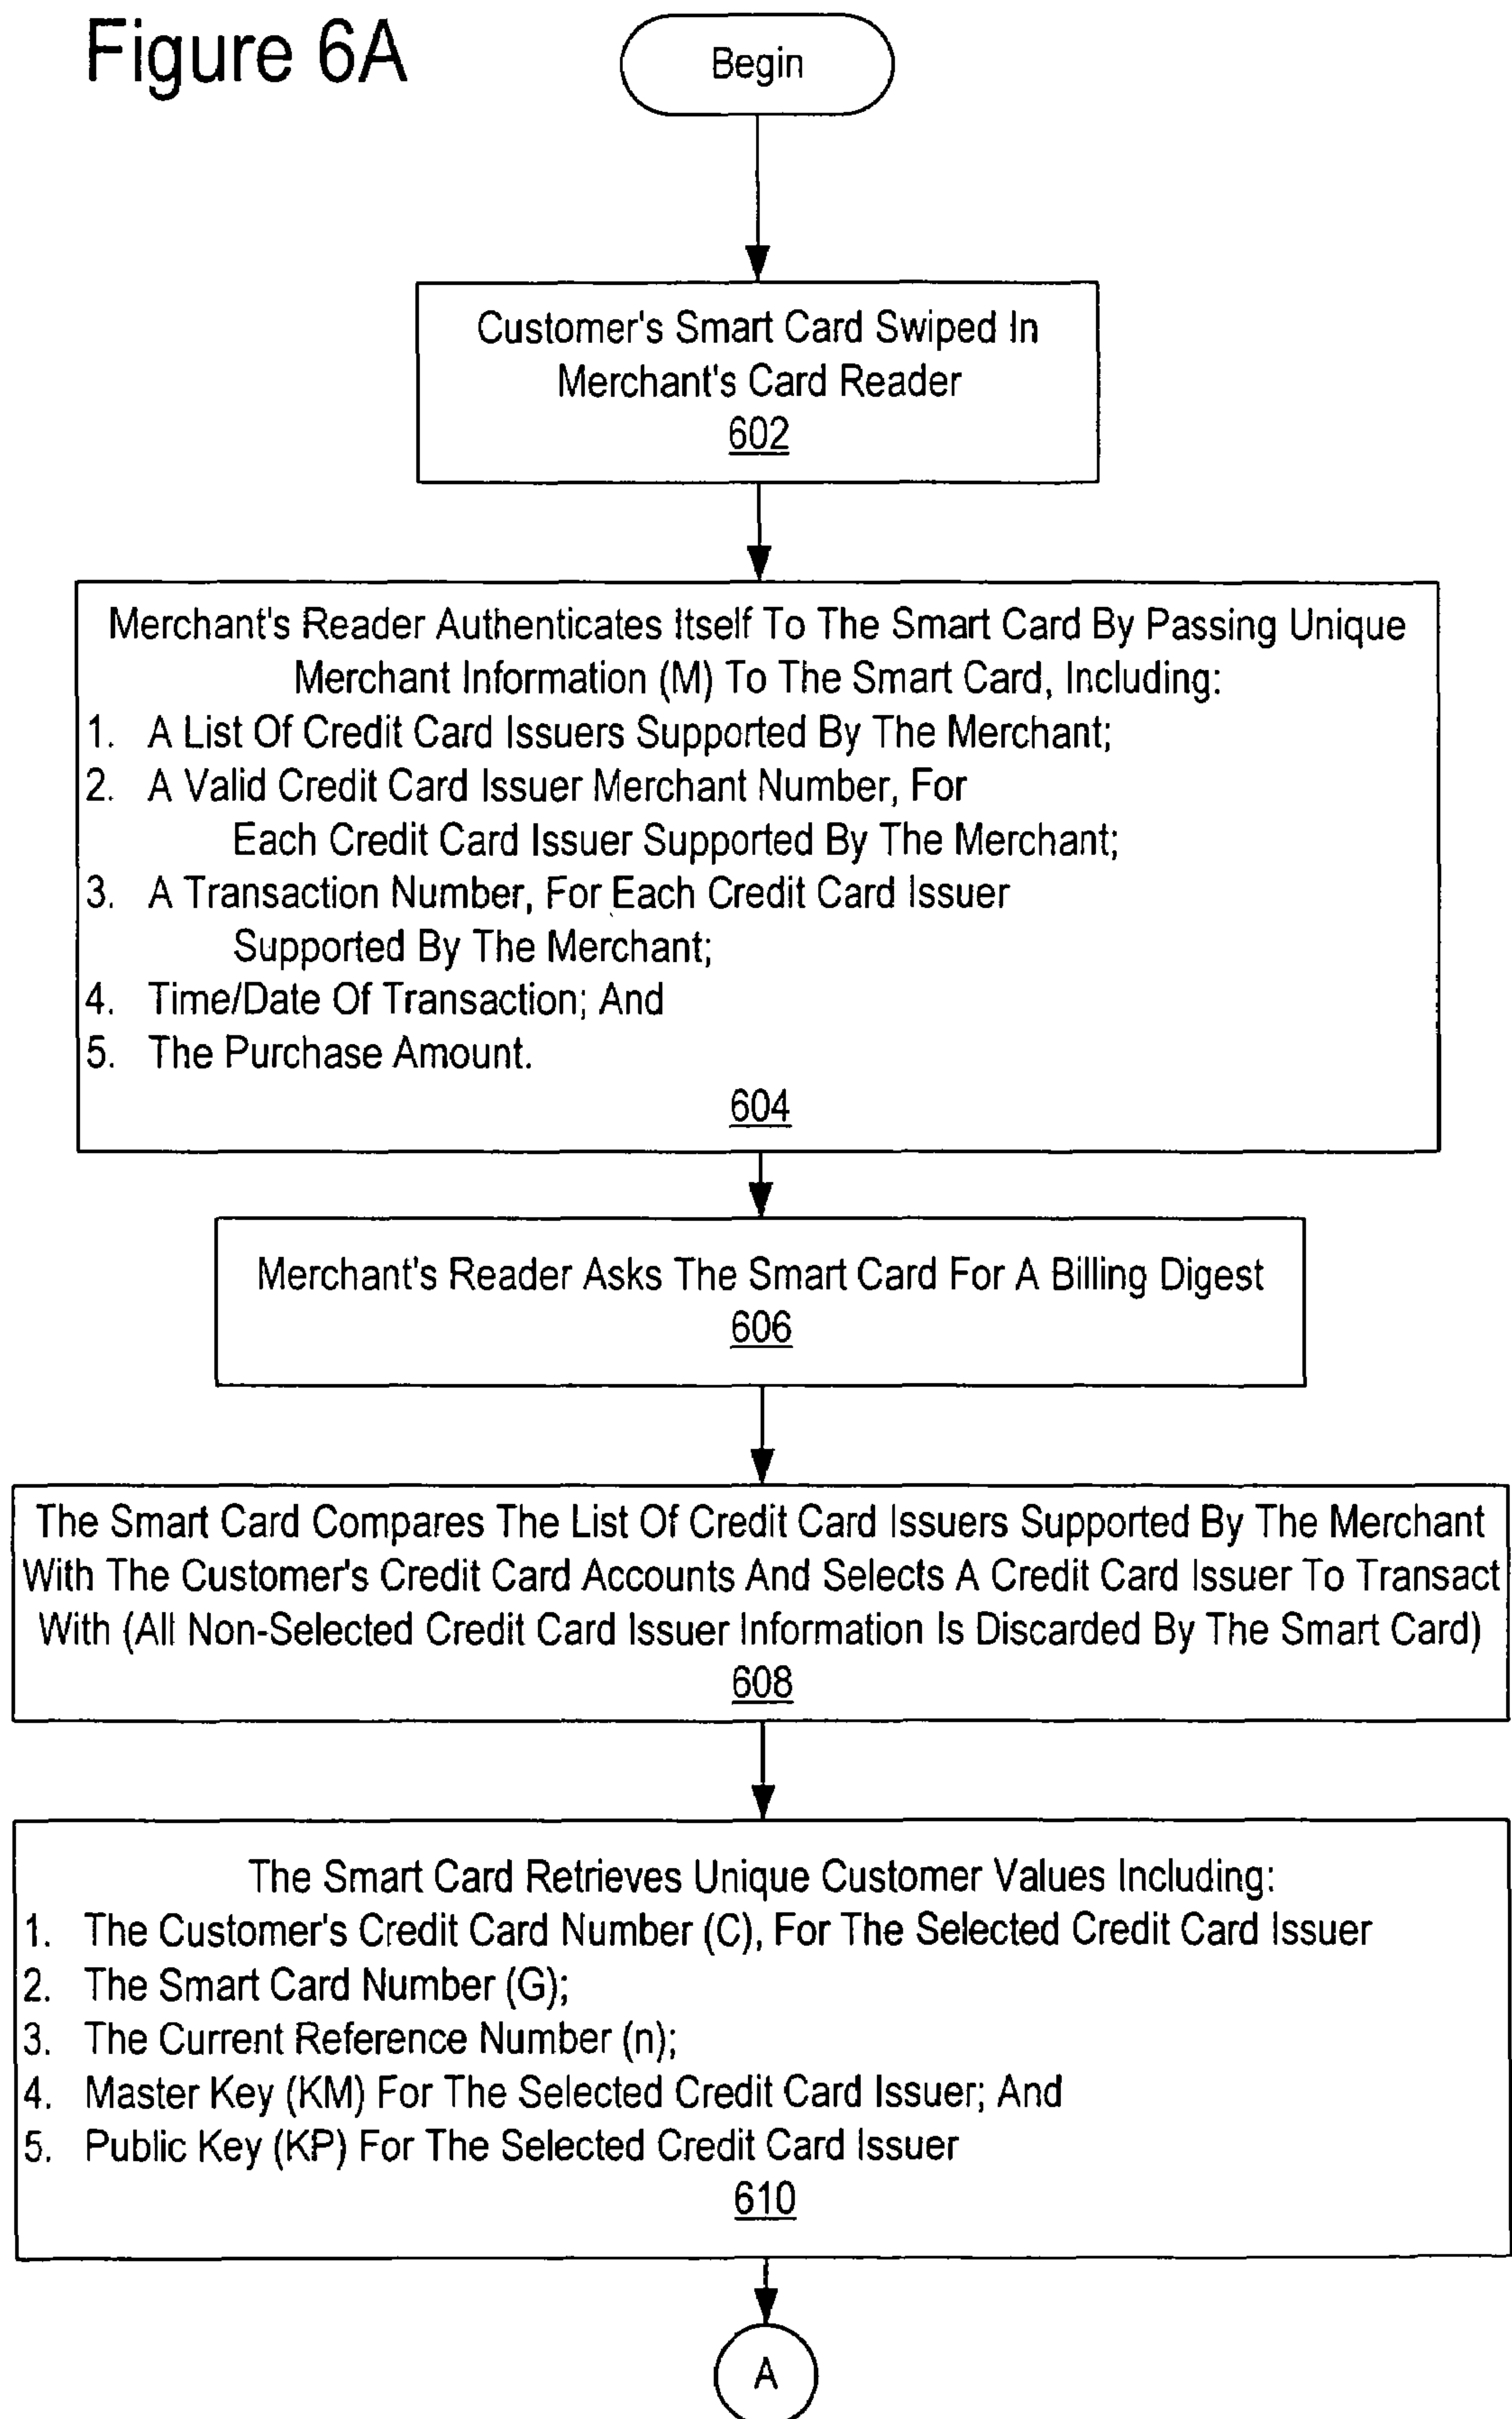 Figure 6A
Begin
Customer's Smart Card Swiped In
Merchant's Card Reader
602
Merchant's Reader Authenticates Itself To The Smart Card By Passing Unique
Merchant Information (M) To The Smart Card, Including:
1. A List Of Credit Card Issuers Supported By The Merchant;
2. A Valid Credit Card Issuer Merchant Number, For
Each Credit Card Issuer Supported By The Merchant;
3. A Transaction Number, For Each Credit Card Issuer
Supported By The Merchant;
4. Time/Date Of Transaction; And
5. The Purchase Amount.
604
Merchant's Reader Asks The Smart Card For A Billing Digest
606
The Smart Card Compares The List Of Credit Card Issuers Supported By The Merchant
With The Customer's Credit Card Accounts And Selects A Credit Card Issuer To Transact
With (All Non-Selected Credit Card Issuer Information Is Discarded By The Smart Card)
608
The Smart Card Retrieves Unique Customer Values Including:
1. The Customer's Credit Card Number (C), For The Selected Credit Card Issuer
2. The Smart Card Number (G);
3. The Current Reference Number (n);
4. Master Key (KM) For The Selected Credit Card Issuer; And
5. Public Key (KP) For The Selected Credit Card Issuer
610
A